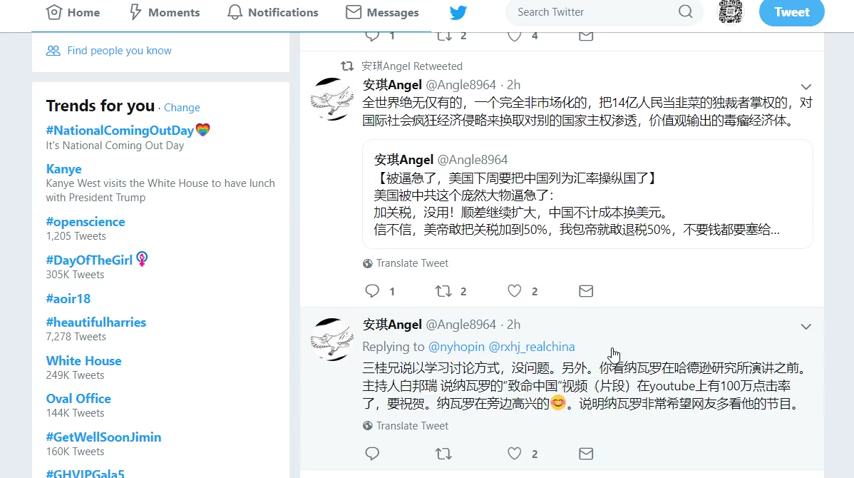 Home
Moments
Notifications
Messages
Search Twitter
Tweet
Find people you know
Trends for you · Change
#NationalComingOutDay
It's National Coming Out Day
Kanye
Kanye West visits the White House to have lunch
with President Trump
#openscience
1,205 Tweets
#DayOfTheGirl
305K Tweets
#aoir18
#heautifulharries
7,278 Tweets
White House
249K Tweets
Oval Office
144K Tweets
#GetWellSoonJimin
160K Tweets
#GHVIPGala5
1 2 4
安琪Angel Retweeted
安琪Angel @Angle8964 · 2h
全世界绝无仅有的，一个完全非市场化的，把14亿人民当韭菜的独裁者掌权的，对
国际社会疯狂经济侵略来换取对别的国家主权渗透，价值观输出的毒瘤经济体。
安琪Angel @Angle8964
【被逼急了，美国下周要把中国列为汇率操纵国了】
美国被中共这个庞然大物逼急了：
加关税，没用！顺差继续扩大，中国不计成本换美元。
信不信，美帝敢把关税加到50%，我包帝就敢退税50%，不要钱都要塞给...
Translate Tweet
1 2 2
安琪Angel @Angle8964 · 2h
Replying to @nyhopin @rxhj_realchina
三桂兄说以学习讨论方式，没问题。另外。你看纳瓦罗在哈德逊研究所演讲之前。
主持人白邦瑞 说纳瓦罗的“致命中国”视频（片段）在youtube上有100万点击率
了，要祝贺。纳瓦罗在旁边高兴的😊。说明纳瓦罗非常希望网友多看他的节目。
Translate Tweet
2